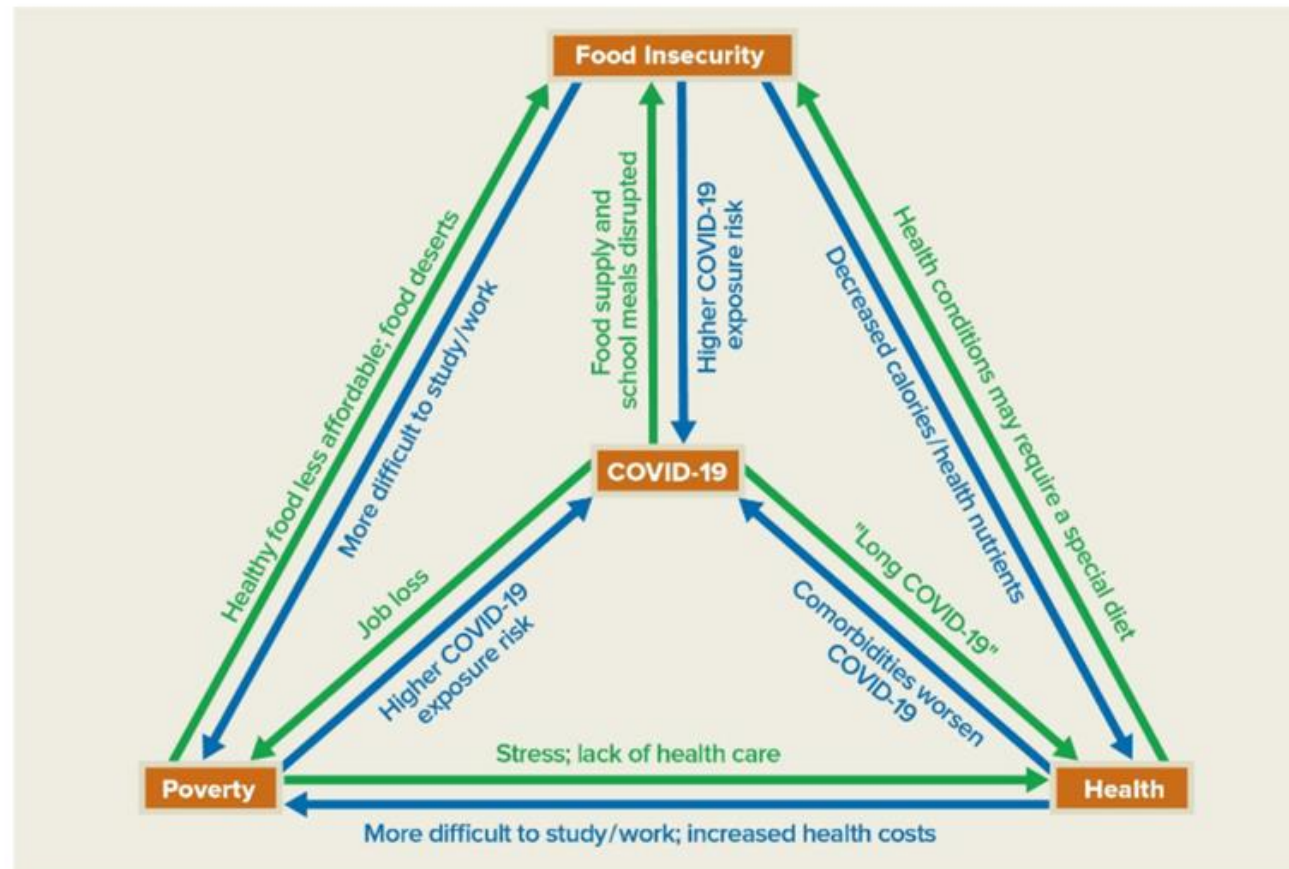 Food Insecurity
Healthy food less affordable; food deserts
More difficult to study/work
Food supply and
school meals disrupted
Higher COVID-19
exposure risk
Decreased calories/health nutrients
Health conditions may require a special diet
COVID-19
Job loss
Higher COVID-19
exposure risk
"Long COVID-19"
Comorbidities worsen
COVID-19
Stress; lack of health care
Poverty
Health
More difficult to study/work; increased health costs